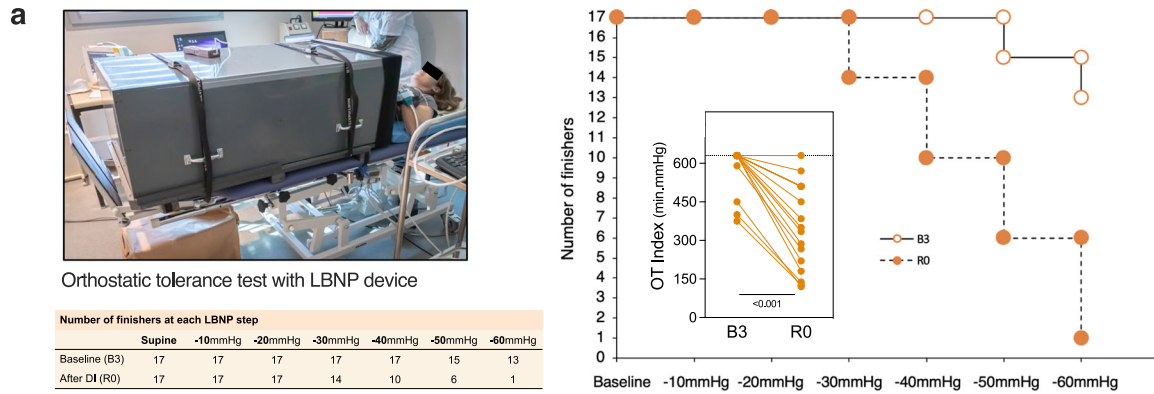 a
Orthostatic tolerance test with LBNP device
Number of finishers at each LBNP step
Supine -10mmHg -20mmHg -30mmHg -40mmHg -50mmHg -60mmHg
Baseline (B3) 17 17 17 17 17 15 13
After DI (R0) 17 17 17 14 10 6 1
Number of finishers
17
16
15
14
13
12
11
10
9
8
7
6
5
4
3
2
1
0
Baseline -10mmHg -20mmHg -30mmHg -40mmHg -50mmHg -60mmHg
B3
R0
OT Index (min.mmHg)
600
450
300
150
0
<0.001
B3 R0